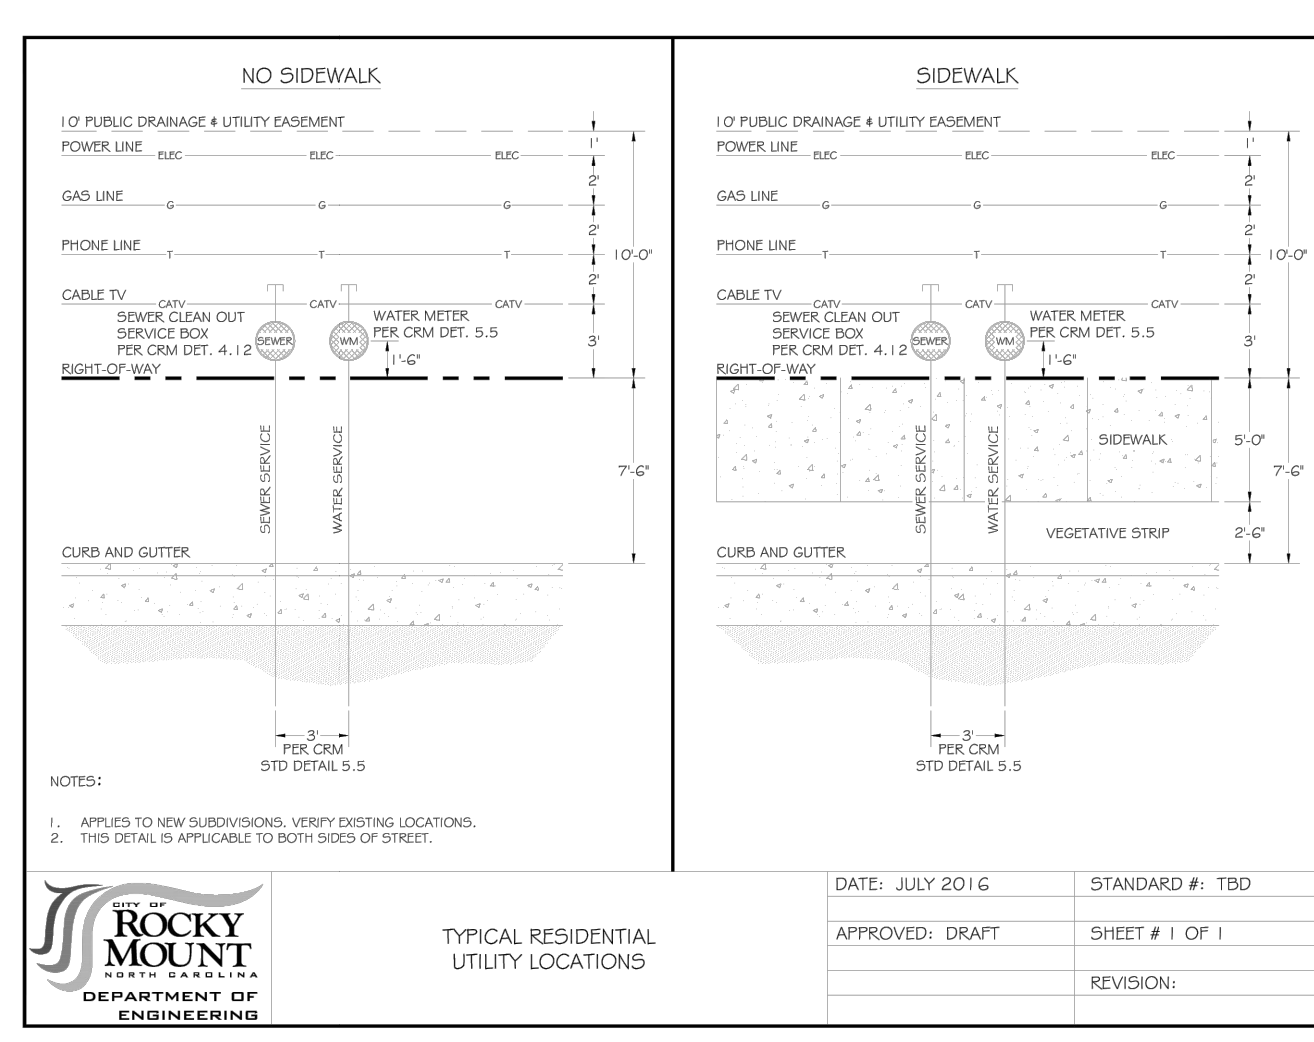 NO SIDEWALK
10' PUBLIC DRAINAGE & UTILITY EASEMENT
POWER LINE
ELEC ELEC ELEC
1'
2'
GAS LINE
G G G
2'
PHONE LINE
T T T
10'-0"
2'
CABLE TV
CATV CATV CATV
SEWER CLEAN OUT
SERVICE BOX
PER CRM DET. 4.12
SEWER
WM
WATER METER
PER CRM DET. 5.5
1'-6"
3'
RIGHT-OF-WAY
SEWER SERVICE
WATER SERVICE
7'-6"
CURB AND GUTTER
3'
PER CRM
STD DETAIL 5.5
NOTES:
1. APPLIES TO NEW SUBDIVISIONS. VERIFY EXISTING LOCATIONS.
2. THIS DETAIL IS APPLICABLE TO BOTH SIDES OF STREET.
SIDEWALK
10' PUBLIC DRAINAGE & UTILITY EASEMENT
POWER LINE
ELEC ELEC ELEC
1'
2'
GAS LINE
G G G
2'
PHONE LINE
T T T
10'-0"
2'
CABLE TV
CATV CATV CATV
SEWER CLEAN OUT
SERVICE BOX
PER CRM DET. 4.12
SEWER
WM
WATER METER
PER CRM DET. 5.5
1'-6"
3'
RIGHT-OF-WAY
SEWER SERVICE
WATER SERVICE
SIDEWALK
5'-0"
7'-6"
VEGETATIVE STRIP
2'-6"
CURB AND GUTTER
3'
PER CRM
STD DETAIL 5.5
CITY OF
ROCKY
MOUNT
NORTH CAROLINA
DEPARTMENT OF
ENGINEERING
TYPICAL RESIDENTIAL
UTILITY LOCATIONS
DATE: JULY 2016
STANDARD #: TBD
APPROVED: DRAFT
SHEET # 1 OF 1
REVISION: